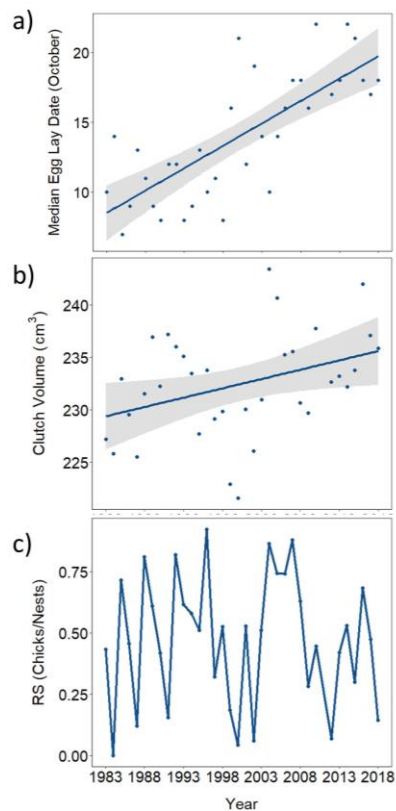 a)
Median Egg Lay Date (October)
20
15
10
b)
Clutch Volume (cm³)
240
235
230
225
c)
RS (Chicks/Nests)
0.75
0.50
0.25
0.00
1983 1988 1993 1998 2003 2008 2013 2018
Year